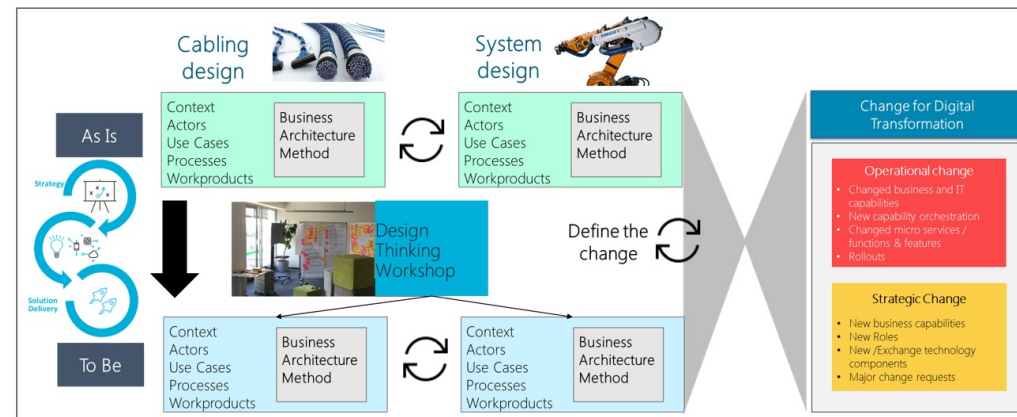 Cabling
design
System
design
As Is
Strategy
Solution
Delivery
To Be
Context
Actors
Use Cases
Processes
Workproducts
Business
Architecture
Method
Context
Actors
Use Cases
Processes
Workproducts
Business
Architecture
Method
Design
Thinking
Workshop
Define the
change
Context
Actors
Use Cases
Processes
Workproducts
Business
Architecture
Method
Context
Actors
Use Cases
Processes
Workproducts
Business
Architecture
Method
Change for Digital
Transformation
Operational change
• Changed business and IT
capabilities
• New capability orchestration
• Changed micro services /
functions & features
• Rollouts
Strategic Change
• New business capabilities
• New Roles
• New /Exchange technology
components
• Major change requests